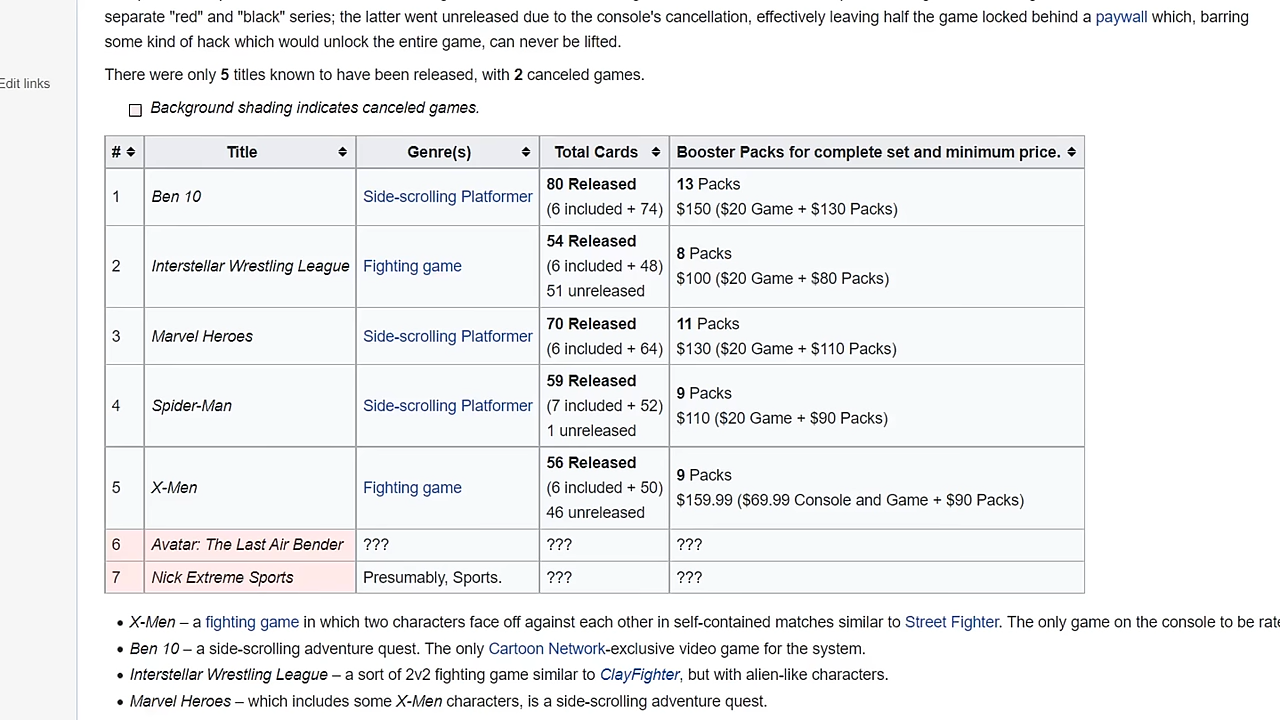 separate "red" and "black" series; the latter went unreleased due to the console's cancellation, effectively leaving half the game locked behind a paywall which, barring
some kind of hack which would unlock the entire game, can never be lifted.
Edit links
There were only 5 titles known to have been released, with 2 canceled games.
Background shading indicates canceled games.
# Title Genre(s) Total Cards Booster Packs for complete set and minimum price.
1 Ben 10 Side-scrolling Platformer 80 Released (6 included + 74) 13 Packs $150 ($20 Game + $130 Packs)
2 Interstellar Wrestling League Fighting game 54 Released (6 included + 48) 51 unreleased 8 Packs $100 ($20 Game + $80 Packs)
3 Marvel Heroes Side-scrolling Platformer 70 Released (6 included + 64) 11 Packs $130 ($20 Game + $110 Packs)
4 Spider-Man Side-scrolling Platformer 59 Released (7 included + 52) 1 unreleased 9 Packs $110 ($20 Game + $90 Packs)
5 X-Men Fighting game 56 Released (6 included + 50) 46 unreleased 9 Packs $159.99 ($69.99 Console and Game + $90 Packs)
6 Avatar: The Last Air Bender ??? ??? ???
7 Nick Extreme Sports Presumably, Sports. ??? ???
• X-Men – a fighting game in which two characters face off against each other in self-contained matches similar to Street Fighter. The only game on the console to be rate
• Ben 10 – a side-scrolling adventure quest. The only Cartoon Network-exclusive video game for the system.
• Interstellar Wrestling League – a sort of 2v2 fighting game similar to ClayFighter, but with alien-like characters.
• Marvel Heroes – which includes some X-Men characters, is a side-scrolling adventure quest.